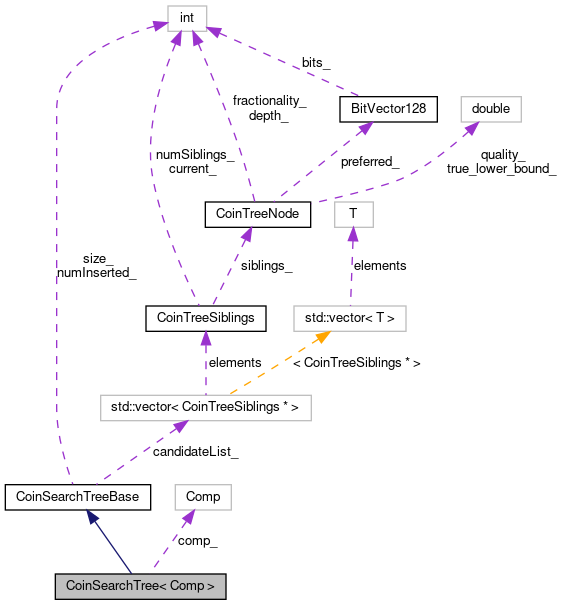 int
bits_
BitVector128
double
fractionality_
depth_
numSiblings_
current_
preferred_
quality_
true_lower_bound_
CoinTreeNode
T
size_
numInserted_
siblings_
elements
CoinTreeSiblings
std::vector< T >
elements
< CoinTreeSiblings * >
std::vector< CoinTreeSiblings * >
candidateList_
CoinSearchTreeBase
Comp
comp_
CoinSearchTree< Comp >